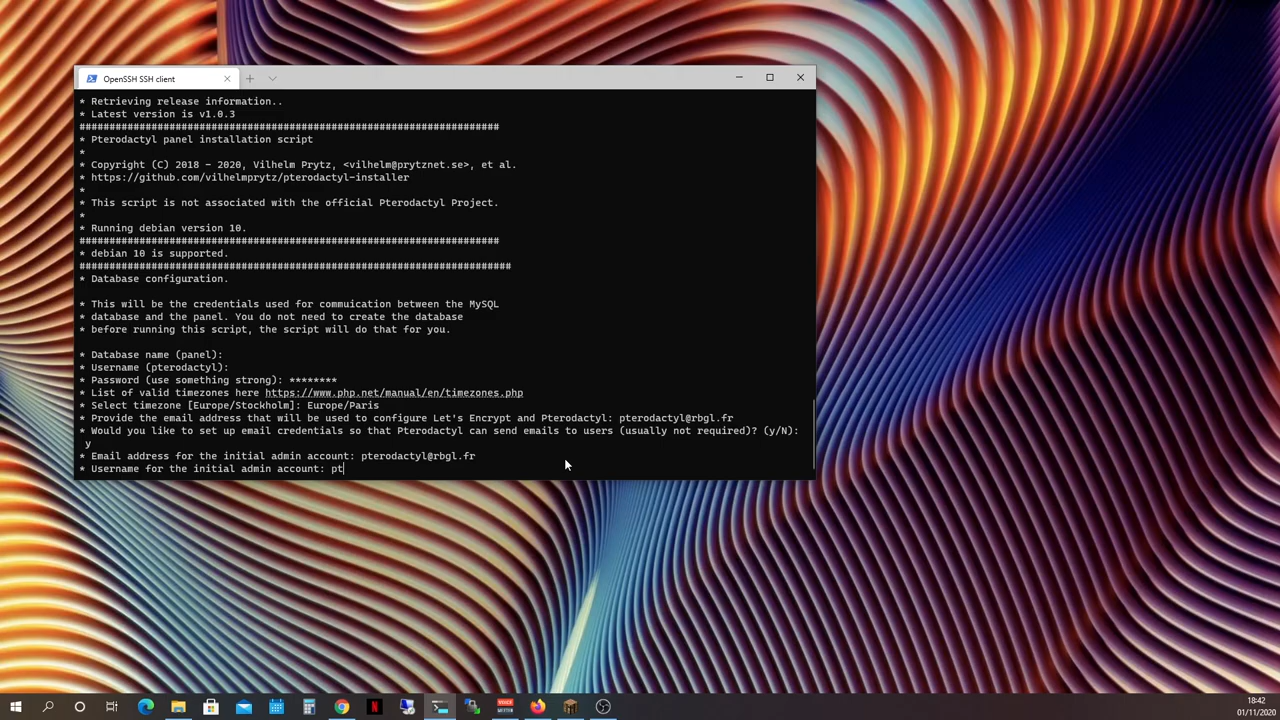 OpenSSH SSH client
* Retrieving release information..
* Latest version is v1.0.3
######################################################################
* Pterodactyl panel installation script
*
* Copyright (C) 2018 - 2020, Vilhelm Prytz, <vilhelm@prytznet.se>, et al.
* https://github.com/vilhelmprytz/pterodactyl-installer
*
* This script is not associated with the official Pterodactyl Project.
*
* Running debian version 10.
######################################################################
* debian 10 is supported.
########################################################################
* Database configuration.
* This will be the credentials used for commuication between the MySQL
* database and the panel. You do not need to create the database
* before running this script, the script will do that for you.
* Database name (panel):
* Username (pterodactyl):
* Password (use something strong): ********
* List of valid timezones here https://www.php.net/manual/en/timezones.php
* Select timezone [Europe/Stockholm]: Europe/Paris
* Provide the email address that will be used to configure Let's Encrypt and Pterodactyl: pterodactyl@rbgl.fr
* Would you like to set up email credentials so that Pterodactyl can send emails to users (usually not required)? (y/N):
y
* Email address for the initial admin account: pterodactyl@rbgl.fr
* Username for the initial admin account: pt
18:42
01/11/2020